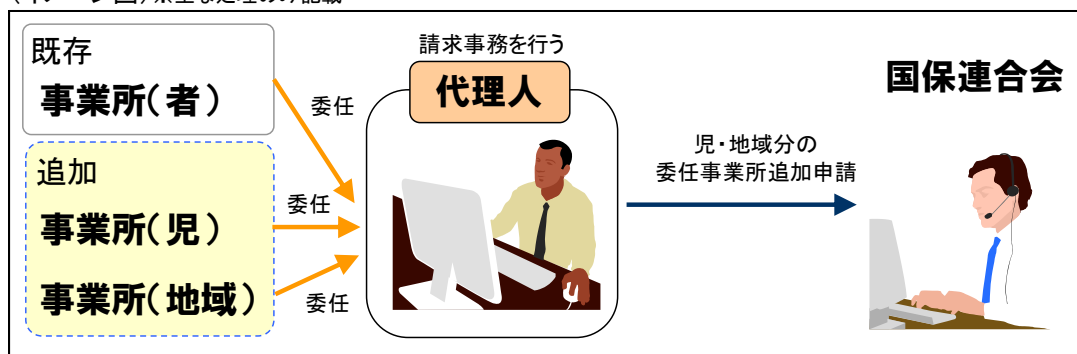 既存
事業所(者)
追加
事業所(児)
事業所(地域)
委任
委任
委任
請求事務を行う
代理人
児・地域分の
委任事業所追加申請
国保連合会